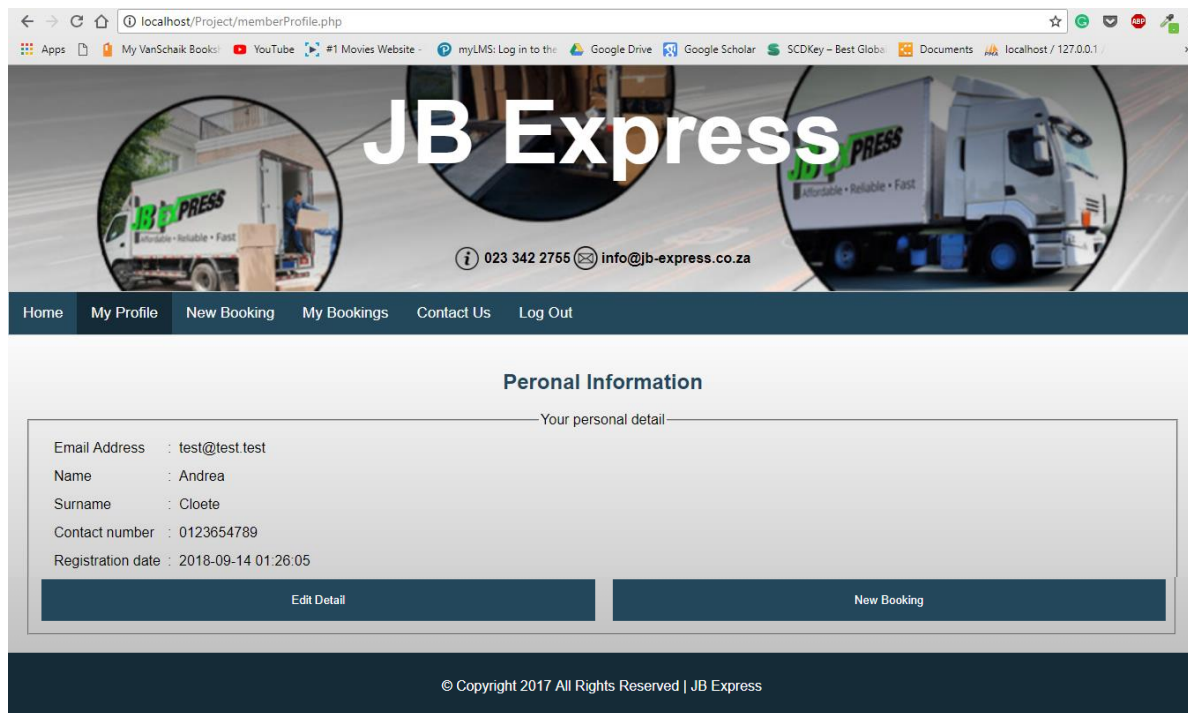 localhost/Project/memberProfile.php
Apps My VanSchaik Books YouTube #1 Movies Website - myLMS: Log in to the Google Drive Google Scholar SCDKey – Best Globa Documents localhost / 127.0.0.1 /
JB Express
JB EXPRESS
Affordable • Reliable • Fast
PRESS
Affordable • Reliable • Fast
i 023 342 2755 info@jb-express.co.za
Home My Profile New Booking My Bookings Contact Us Log Out
Peronal Information
Your personal detail
Email Address : test@test.test
Name : Andrea
Surname : Cloete
Contact number : 0123654789
Registration date : 2018-09-14 01:26:05
Edit Detail New Booking
© Copyright 2017 All Rights Reserved | JB Express